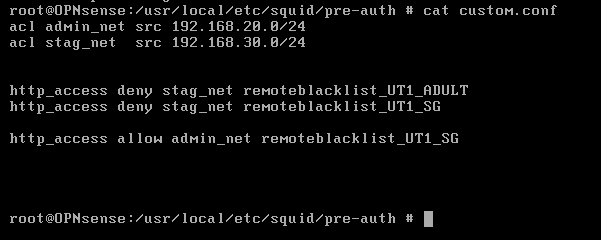 root@OPNsense:/usr/local/etc/squid/pre-auth # cat custom.conf
acl admin_net src 192.168.20.0/24
acl stag_net  src 192.168.30.0/24
http_access deny stag_net remoteblacklist_UT1_ADULT
http_access deny stag_net remoteblacklist_UT1_SG
http_access allow admin_net remoteblacklist_UT1_SG
root@OPNsense:/usr/local/etc/squid/pre-auth #